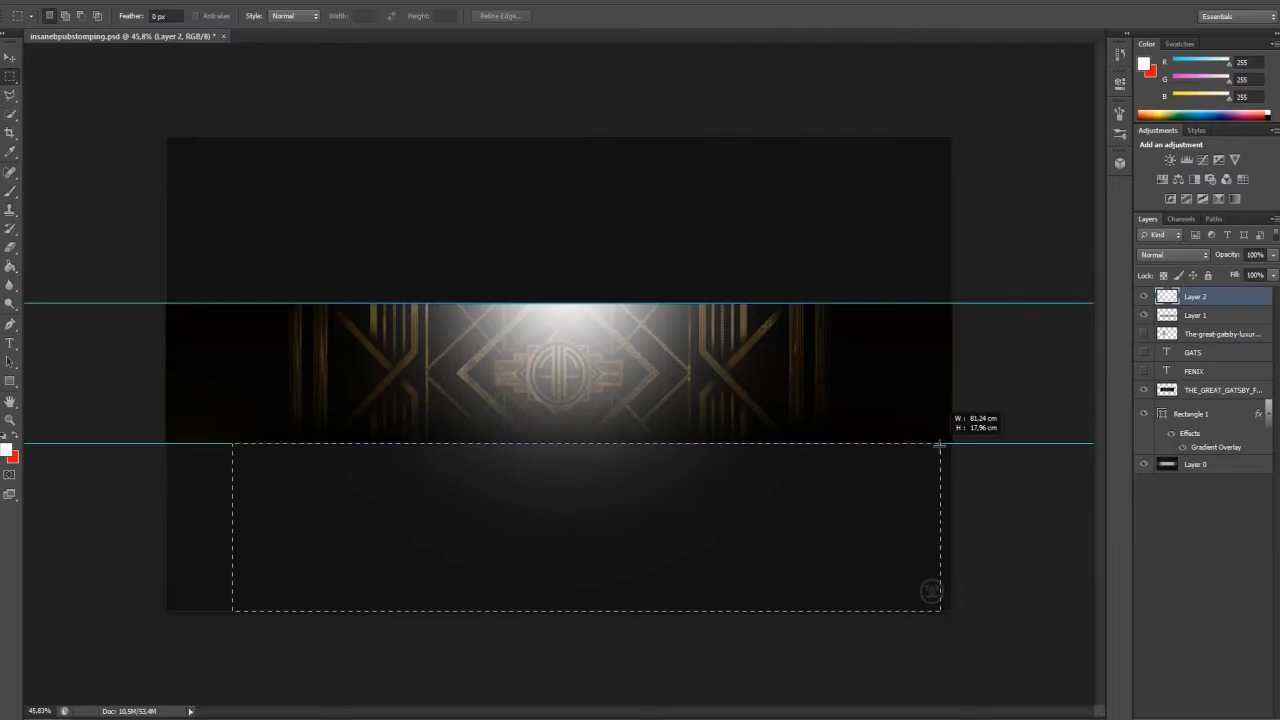 Feather: 0 px Anti-alias Style: Normal Width: Height: Refine Edge... Essentials
insanebpubstomping.psd @ 45,8% (Layer 2, RGB/8) * ×
Color Swatches
R 255
G 255
B 255
Adjustments Styles
Add an adjustment
Layers Channels Paths
Kind
Normal Opacity: 100%
Lock: Fill: 100%
Layer 2
Layer 1
The-great-gatsby-luxur...
T GATS
T FENIX
THE_GREAT_GATSBY_F...
Rectangle 1 fx
Effects
Gradient Overlay
Layer 0
W : 81,24 cm
H : 17,96 cm
45.83% Doc: 10,5M/53,4M